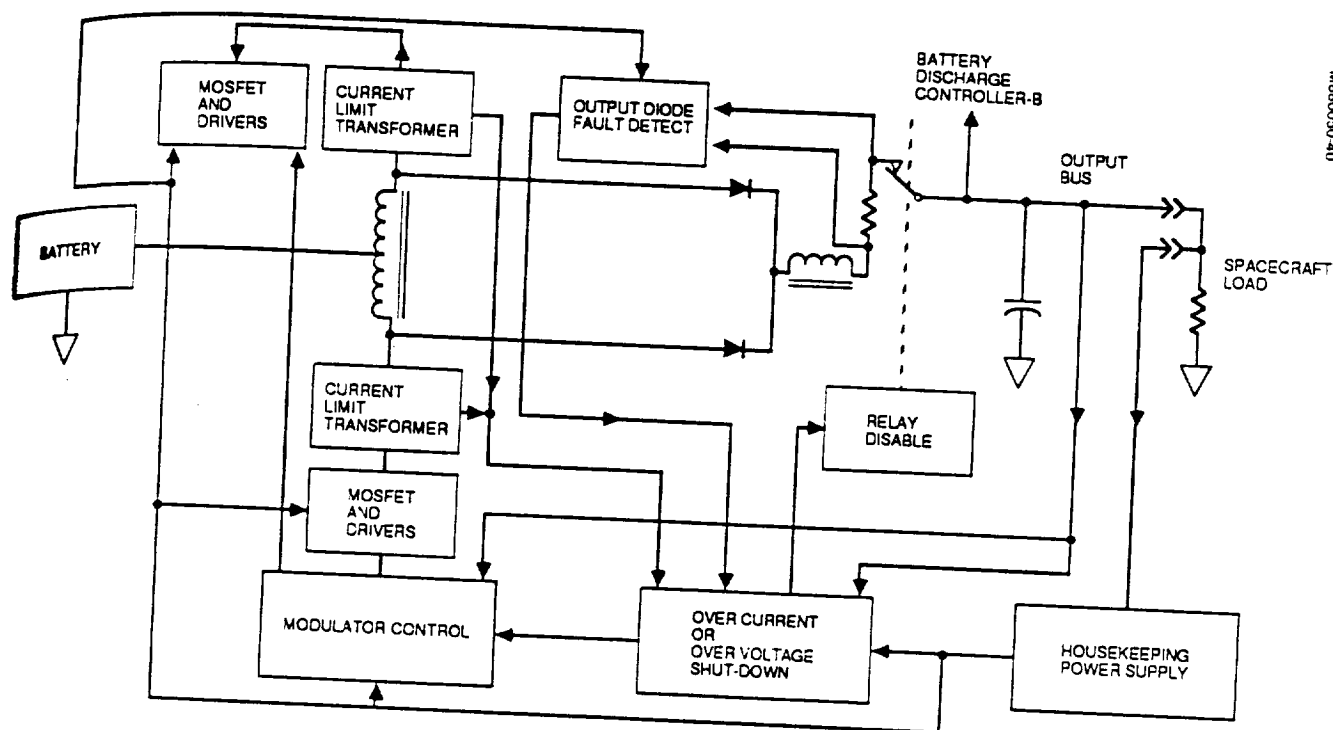 MOSFET
AND
DRIVERS
CURRENT
LIMIT
TRANSFORMER
OUTPUT DIODE
FAULT DETECT
BATTERY
DISCHARGE
CONTROLLER-B
OUTPUT
BUS
BATTERY
SPACECRAFT
LOAD
CURRENT
LIMIT
TRANSFORMER
RELAY
DISABLE
MOSFET
AND
DRIVERS
MODULATOR CONTROL
OVER CURRENT
OR
OVER VOLTAGE
SHUT-DOWN
HOUSEKEEPING
POWER SUPPLY